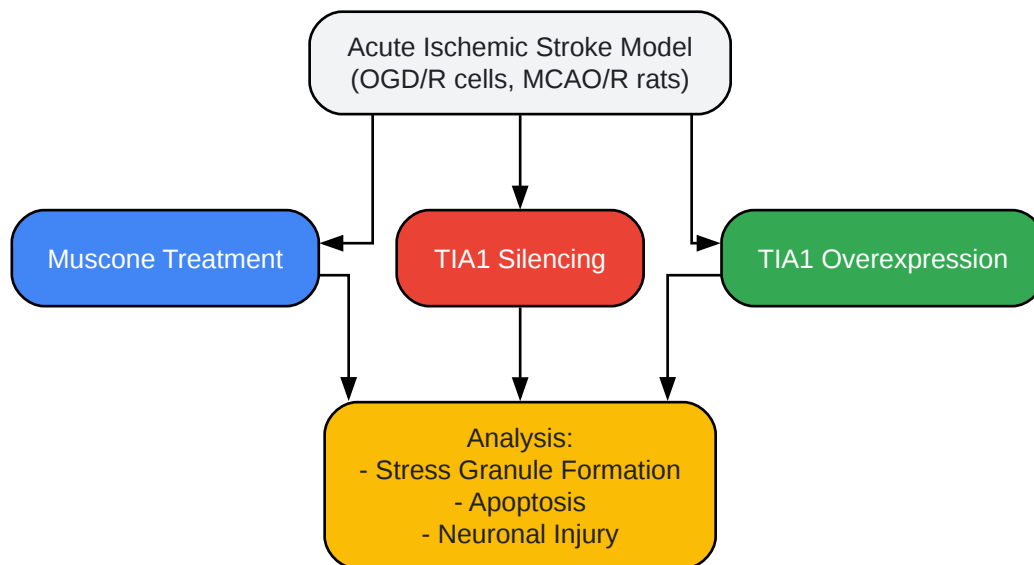 Acute Ischemic Stroke Model
(OGD/R cells, MCAO/R rats)
Muscone Treatment
TIA1 Silencing
TIA1 Overexpression
Analysis:
- Stress Granule Formation
- Apoptosis
- Neuronal Injury